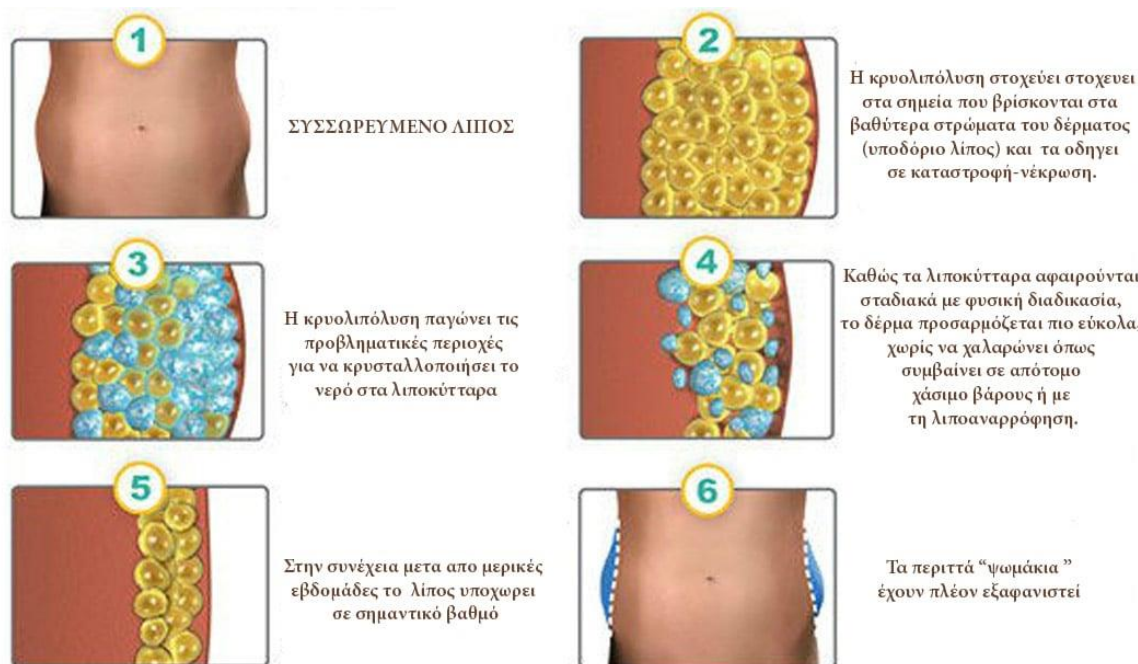 1
ΣΥΣΣΩΡΕΥΜΕΝΟ ΛΙΠΟΣ
2
Η κρυολιπόλυση στοχεύει στοχευει
στα σημεία που βρίσκονται στα
βαθύτερα στρώματα του δέρματος
(υποδόριο λίπος) και τα οδηγει
σε καταστροφή-νέκρωση.
3
Η κρυολιπόλυση παγώνει τις
προβληματικές περιοχές
για να κρυσταλλοποιήσει το
νερό στα λιποκύτταρα
4
Καθώς τα λιποκύτταρα αφαιρούνται
σταδιακά με φυσική διαδικασία,
το δέρμα προσαρμόζεται πιο εύκολα,
χωρίς να χαλαρώνει όπως
συμβαίνει σε απότομο
χάσιμο βάρους ή με
τη λιποαναρρόφηση.
5
Στην συνέχεια μετα απο μερικές
εβδομάδες το λίπος υποχωρει
σε σημαντικό βαθμό
6
Τα περιττά “ψωμάκια ”
έχουν πλέον εξαφανιστεί